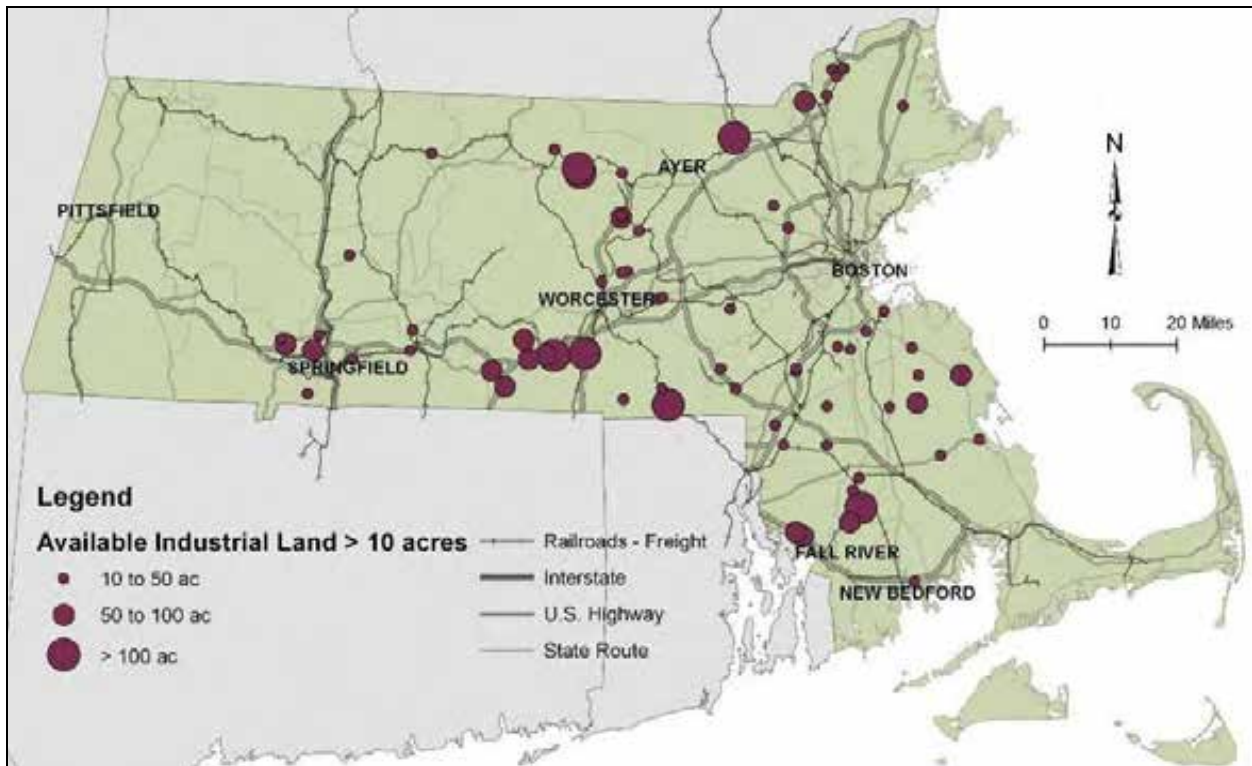 N
AYER
PITTSFIELD
BOSTON
WORCESTER
0 10 20 Miles
SPRINGFIELD
Legend
Available Industrial Land > 10 acres
10 to 50 ac
50 to 100 ac
> 100 ac
Railroads - Freight
Interstate
U.S. Highway
State Route
FALL RIVER
NEW BEDFORD